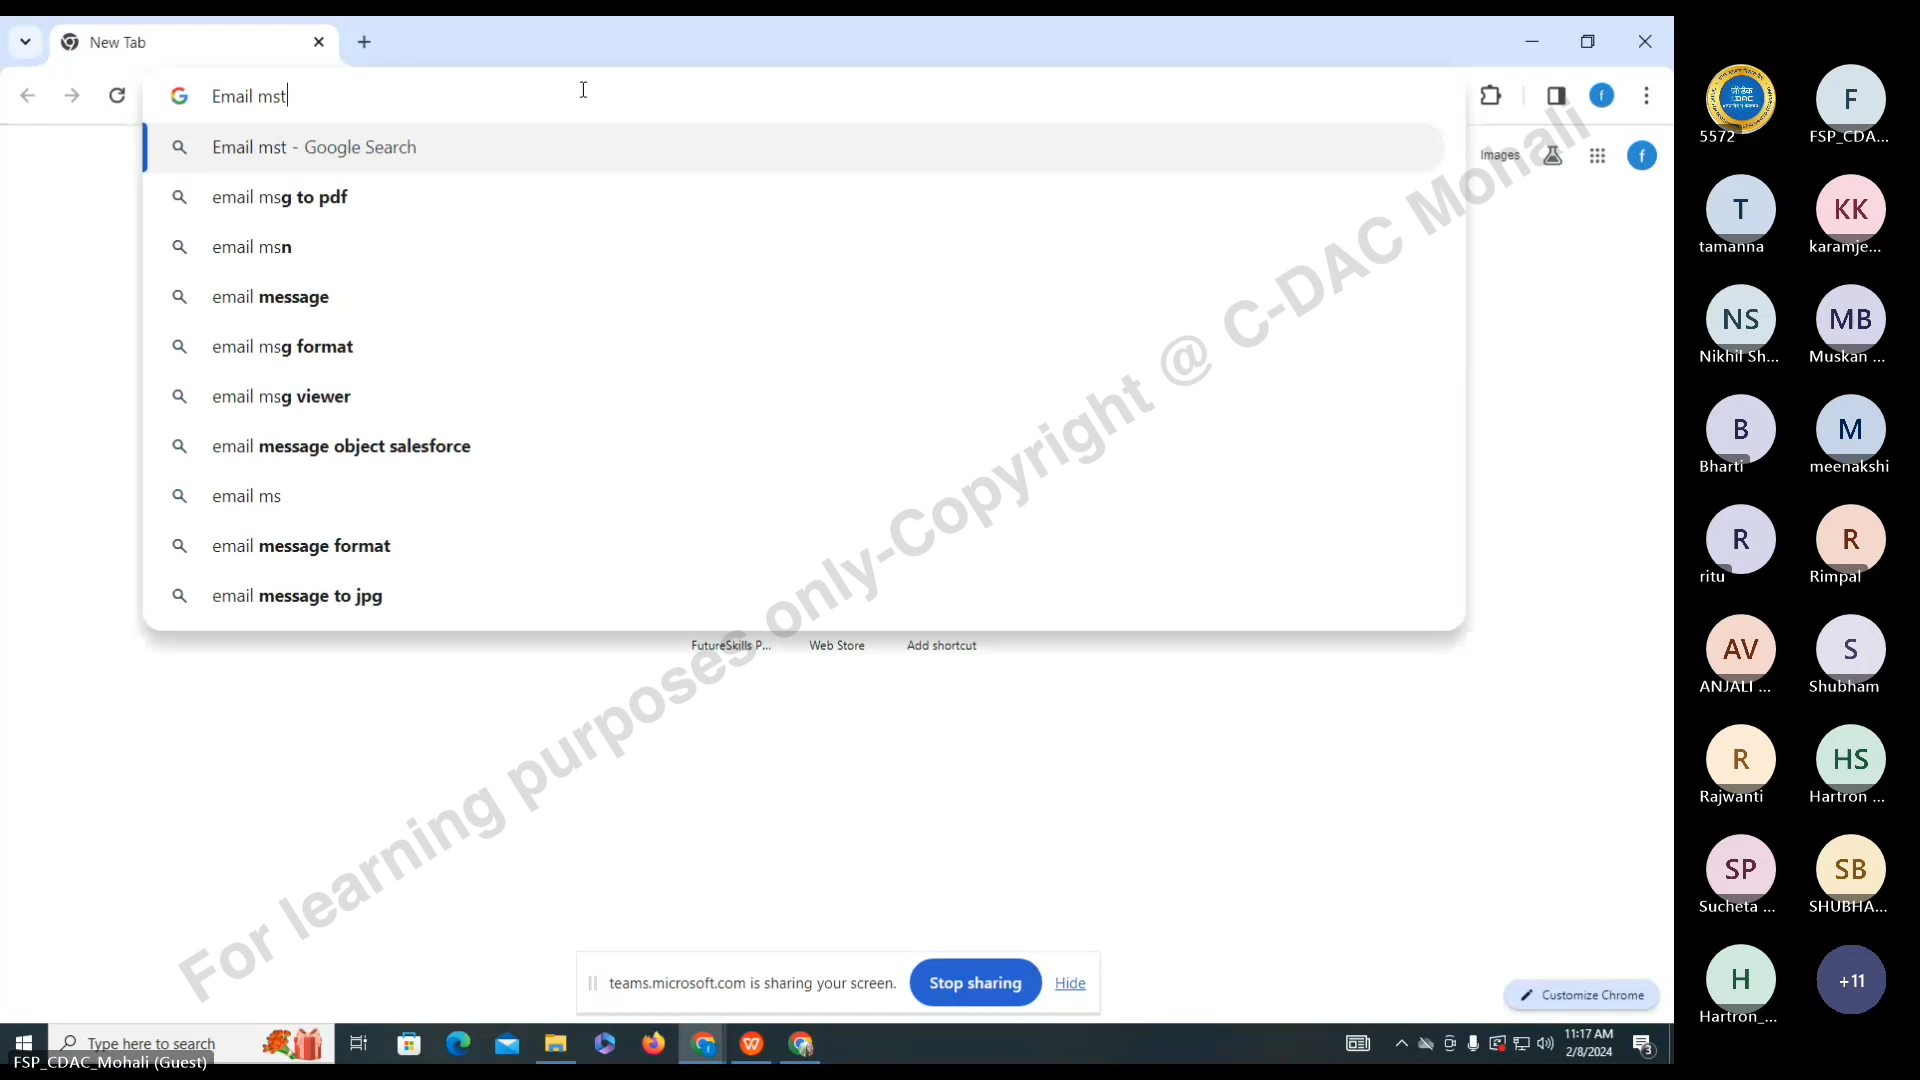 New Tab
Email mst
Email mst - Google Search
email msg to pdf
email msn
email message
email msg format
email msg viewer
email message object salesforce
email ms
email message format
email message to jpg
Images
f
f
FutureSkills P...
Web Store
Add shortcut
For learning purposes only-Copyright @ C-DAC Mohali
teams.microsoft.com is sharing your screen.
Stop sharing
Hide
Customize Chrome
Type here to search
11:17 AM
2/8/2024
3
FSP_CDAC_Mohali (Guest)
5572
F
FSP_CDA...
T
tamanna
KK
karamje...
NS
Nikhil Sh...
MB
Muskan ...
B
Bharti
M
meenakshi
R
ritu
R
Rimpal
AV
ANJALI ...
S
Shubham
R
Rajwanti
HS
Hartron ...
SP
Sucheta ...
SB
SHUBHA...
H
Hartron_...
+11